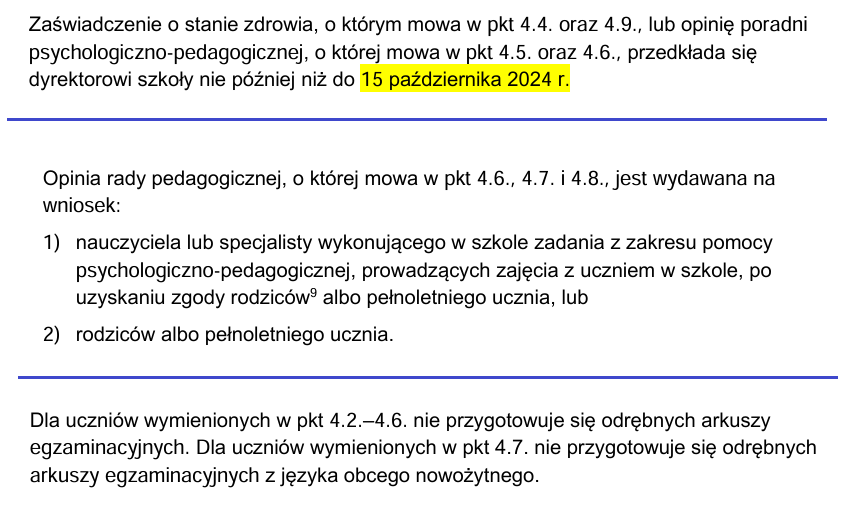 Zaświadczenie o stanie zdrowia, o którym mowa w pkt 4.4. oraz 4.9., lub opinię poradni
psychologiczno-pedagogicznej, o której mowa w pkt 4.5. oraz 4.6., przedkłada się
dyrektorowi szkoły nie później niż do 15 października 2024 r.
Opinia rady pedagogicznej, o której mowa w pkt 4.6., 4.7. i 4.8., jest wydawana na
wniosek:
1) nauczyciela lub specjalisty wykonującego w szkole zadania z zakresu pomocy
psychologiczno-pedagogicznej, prowadzących zajęcia z uczniem w szkole, po
uzyskaniu zgody rodziców⁹ albo pełnoletniego ucznia, lub
2) rodziców albo pełnoletniego ucznia.
Dla uczniów wymienionych w pkt 4.2.–4.6. nie przygotowuje się odrębnych arkuszy
egzaminacyjnych. Dla uczniów wymienionych w pkt 4.7. nie przygotowuje się odrębnych
arkuszy egzaminacyjnych z języka obcego nowożytnego.